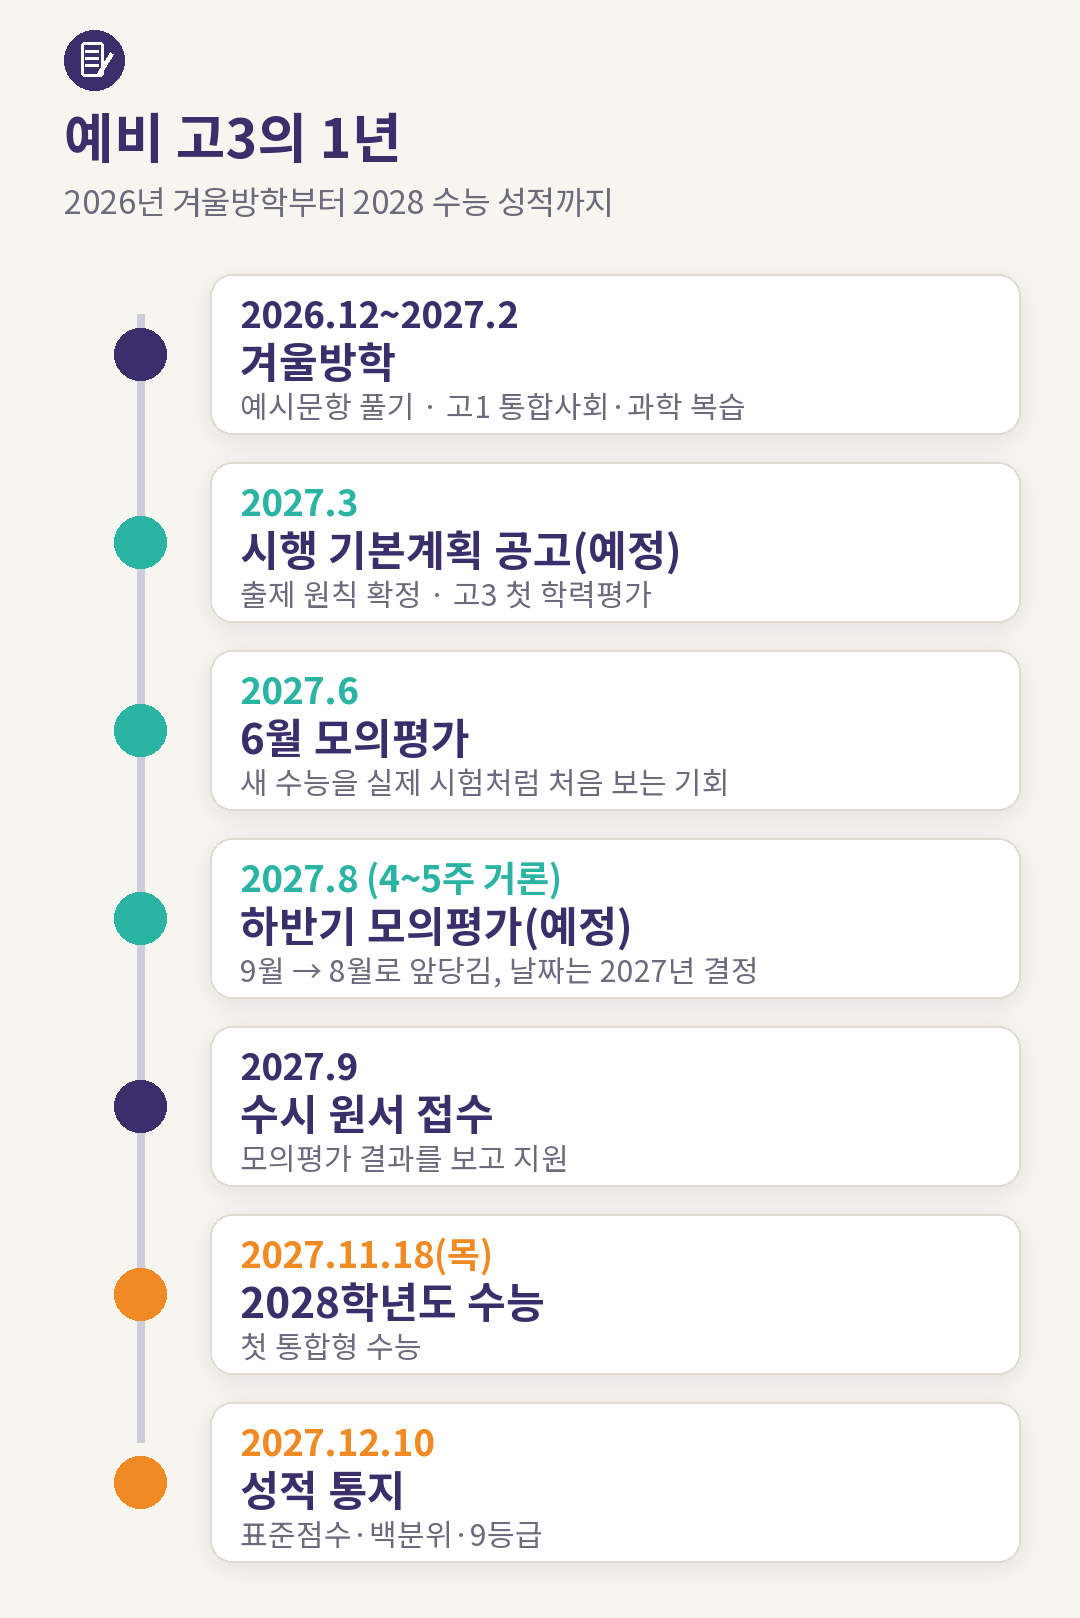 예비 고3의 1년
2026년 겨울방학부터 2028 수능 성적까지
2026.12~2027.2
겨울방학
예시문항 풀기 · 고1 통합사회·과학 복습
2027.3
시행 기본계획 공고(예정)
출제 원칙 확정 · 고3 첫 학력평가
2027.6
6월 모의평가
새 수능을 실제 시험처럼 처음 보는 기회
2027.8 (4~5주 거론)
하반기 모의평가(예정)
9월 → 8월로 앞당김, 날짜는 2027년 결정
2027.9
수시 원서 접수
모의평가 결과를 보고 지원
2027.11.18(목)
2028학년도 수능
첫 통합형 수능
2027.12.10
성적 통지
표준점수·백분위·9등급